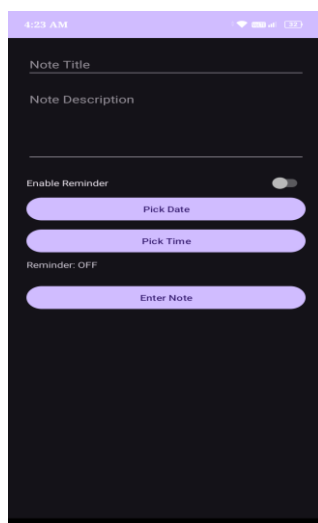 4:23 AM
Note Title
Note Description
Enable Reminder
Pick Date
Pick Time
Reminder: OFF
Enter Note